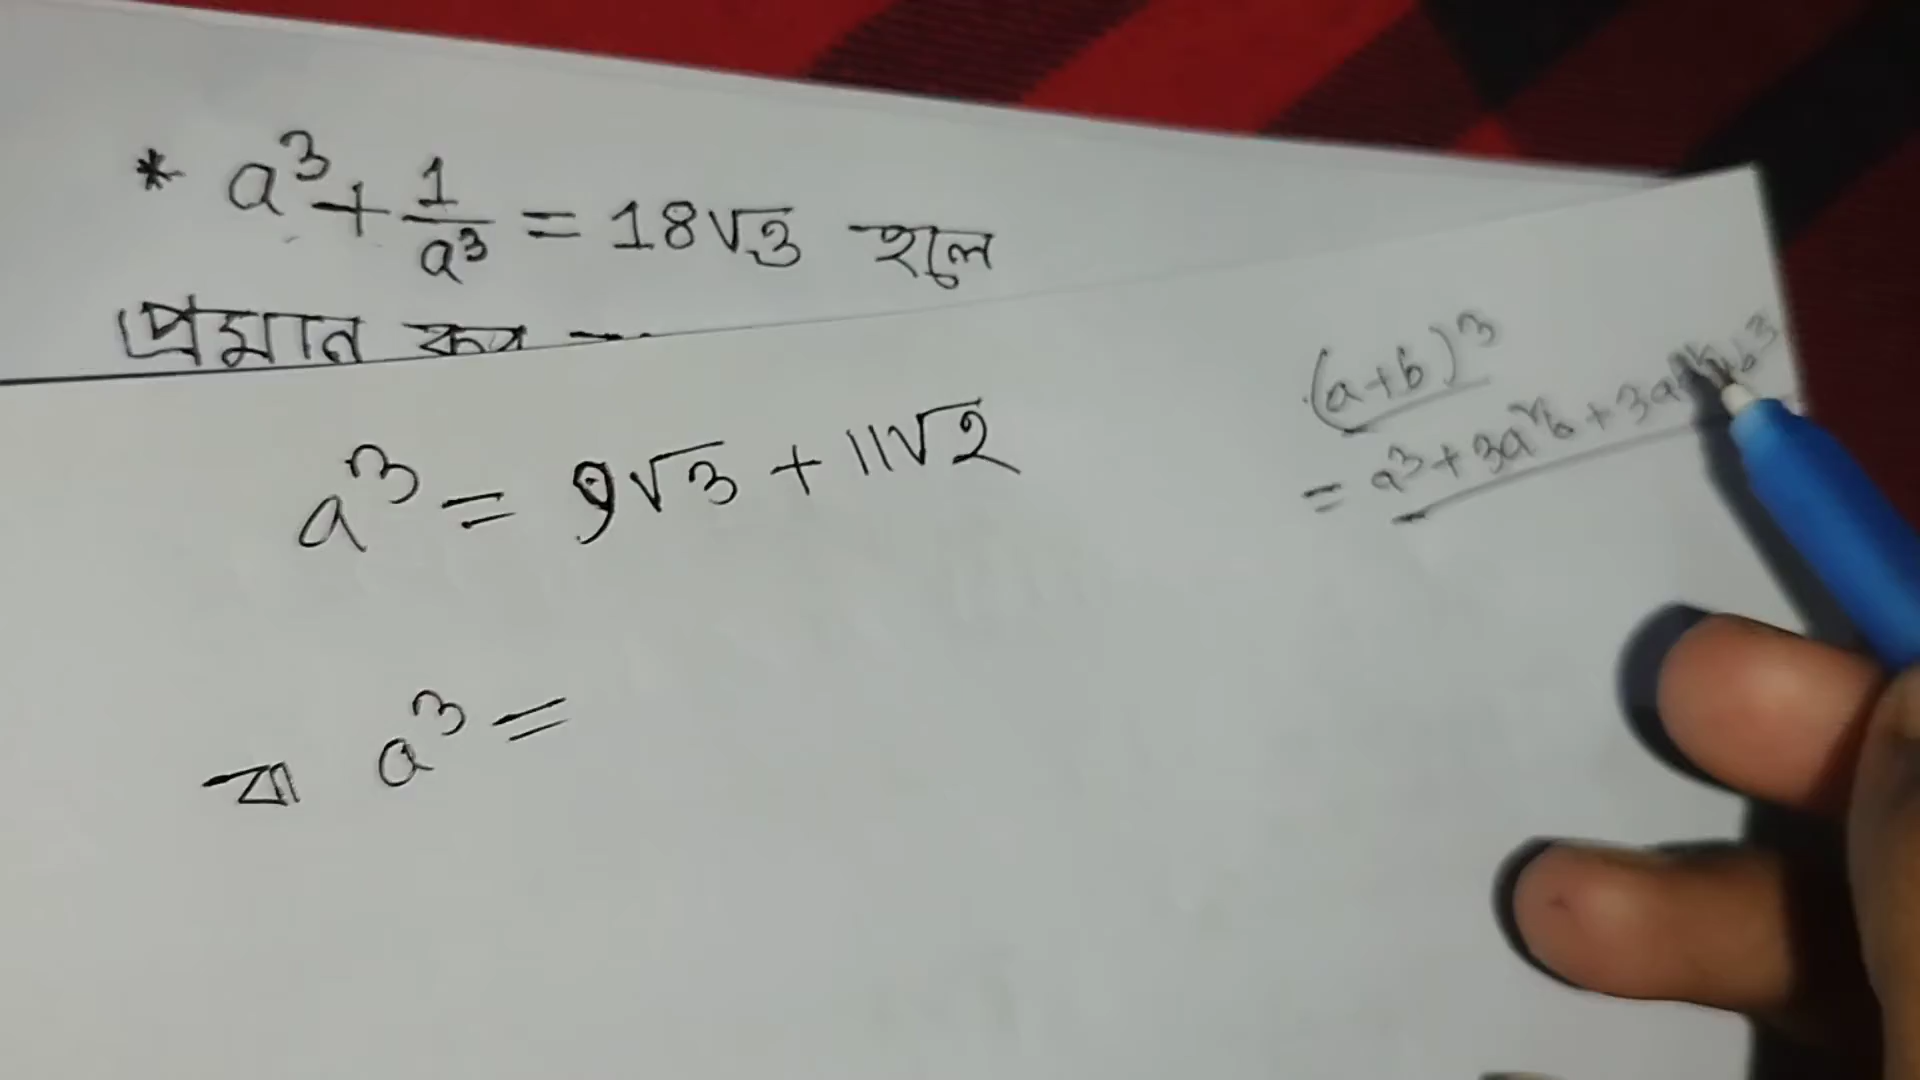 * a³ + 1/a³ = 18√3 হলে
প্রমান কর —
(a+b)³
= a³ + 3a²b + 3ab² + b³
a³ = 9√3 + 11√2
বা a³ =